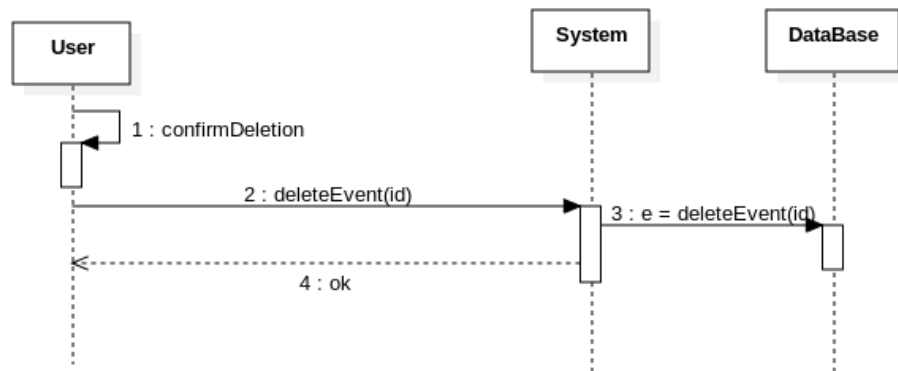 User
System
DataBase
1 : confirmDeletion
2 : deleteEvent(id)
3 : e = deleteEvent(id)
4 : ok